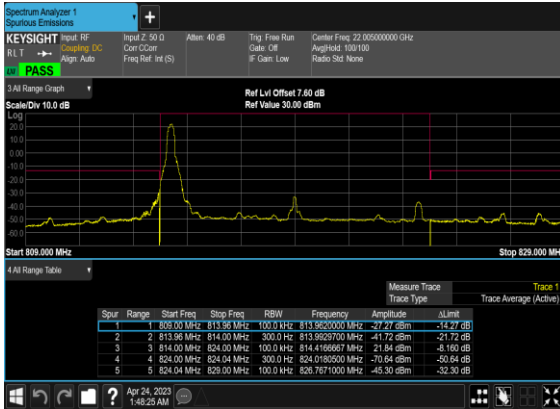 Spectrum Analyzer 1
Spurious Emissions
+
KEYSIGHT Input: RF Input Z: 50 Ω Atten: 40 dB Trig: Free Run Center Freq: 22.005000000 GHz
RLT Coupling: DC Corr CCorr Gate: Off Avg|Hold: 100/100
Align: Auto Freq Ref: Int (S) IF Gain: Low Radio Std: None
PASS
3 All Range Graph
Ref Lvl Offset 7.60 dB
Scale/Div 10.0 dB Ref Value 30.00 dBm
Log
20.0
10.0
0.00
-10.0
-20.0
-30.0
-40.0
-50.0
-60.0
Start 809.000 MHz Stop 829.000 MH
4 All Range Table
Measure Trace Trace 1
Trace Type Trace Average (Active)
Spur Range Start Freq Stop Freq RBW Frequency Amplitude ΔLimit
1 1 809.00 MHz 813.96 MHz 100.0 kHz 813.9620000 MHz -27.27 dBm -14.27 dB
2 2 813.96 MHz 814.00 MHz 300.0 Hz 813.9929700 MHz -41.72 dBm -21.72 dB
3 3 814.00 MHz 824.00 MHz 100.0 kHz 814.4166667 MHz 21.84 dBm -8.160 dB
4 4 824.00 MHz 824.04 MHz 300.0 Hz 824.0180500 MHz -70.64 dBm -50.64 dB
5 5 824.04 MHz 829.00 MHz 100.0 kHz 826.7671000 MHz -45.30 dBm -32.30 dB
?
Apr 24, 2023
1:48:25 AM